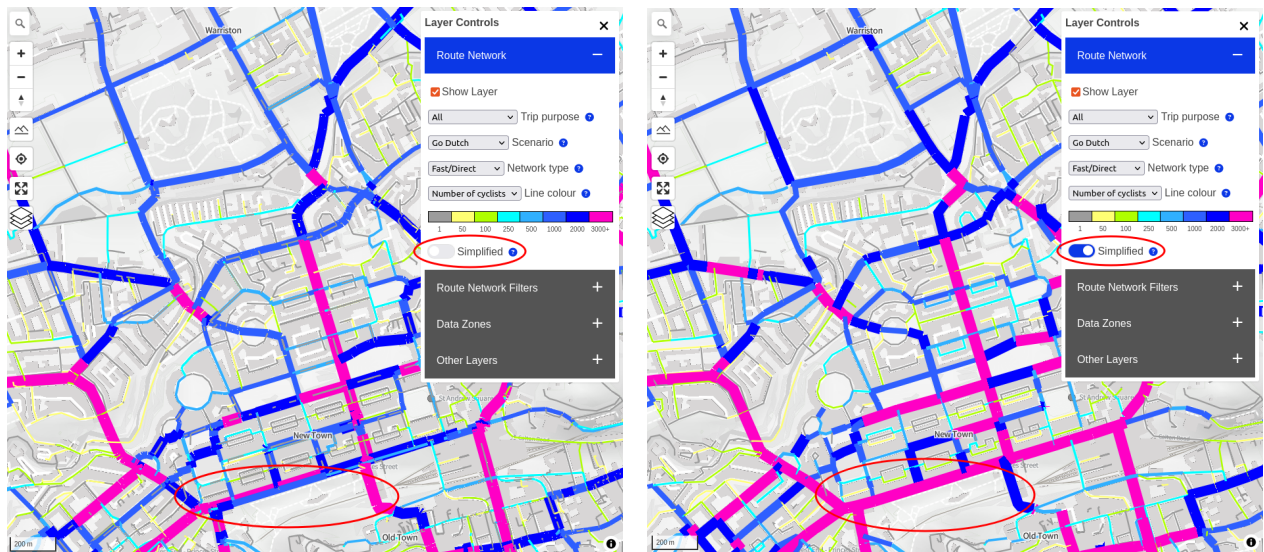 Warriston
Layer Controls
×
Route Network
−
Show Layer
All
Trip purpose ?
Go Dutch
Scenario ?
Fast/Direct
Network type ?
Number of cyclists
Line colour ?
1 50 100 250 500 1000 2000 3000+
Simplified ?
Route Network Filters +
Data Zones +
Other Layers +
St Andrew Square
New Town
Old Town
200 m
Warriston
Layer Controls
×
Route Network
−
Show Layer
All
Trip purpose ?
Go Dutch
Scenario ?
Fast/Direct
Network type ?
Number of cyclists
Line colour ?
1 50 100 250 500 1000 2000 3000+
Simplified ?
Route Network Filters +
Data Zones +
Other Layers +
St Andrew Square
New Town
Old Town
200 m